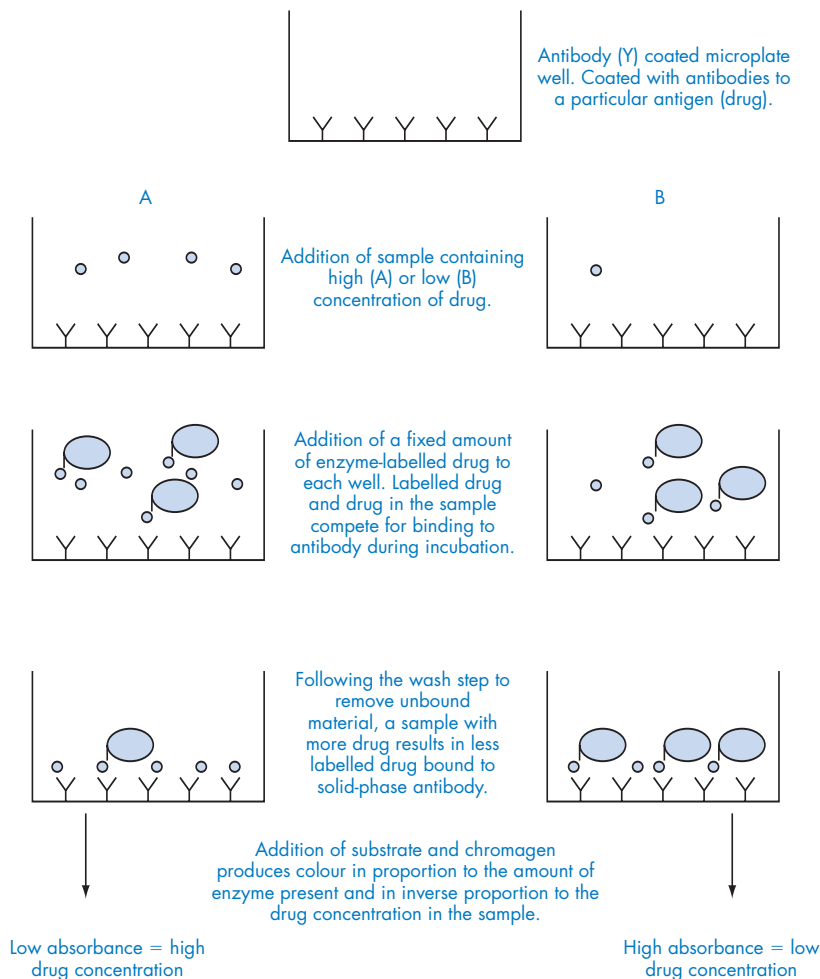 Antibody (Y) coated microplate
well. Coated with antibodies to
a particular antigen (drug).
A
B
Addition of sample containing
high (A) or low (B)
concentration of drug.
Addition of a fixed amount
of enzyme-labelled drug to
each well. Labelled drug
and drug in the sample
compete for binding to
antibody during incubation.
Following the wash step to
remove unbound
material, a sample with
more drug results in less
labelled drug bound to
solid-phase antibody.
Addition of substrate and chromagen
produces colour in proportion to the amount of
enzyme present and in inverse proportion to the
drug concentration in the sample.
Low absorbance = high
drug concentration
High absorbance = low
drug concentration